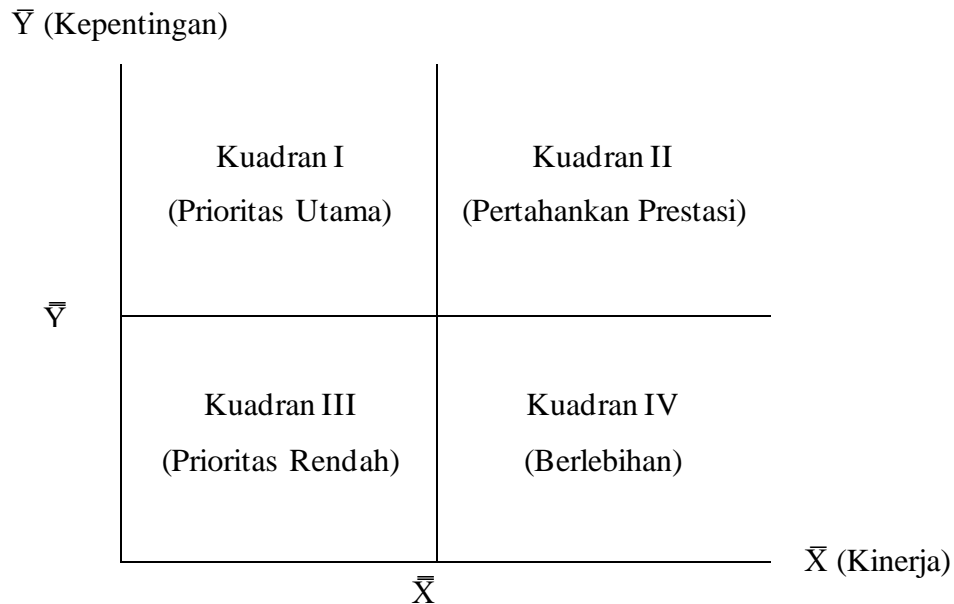 Y̅ (Kepentingan)
Kuadran I
(Prioritas Utama)
Kuadran II
(Pertahankan Prestasi)
Y̿
Kuadran III
(Prioritas Rendah)
Kuadran IV
(Berlebihan)
X̅ (Kinerja)
X̿